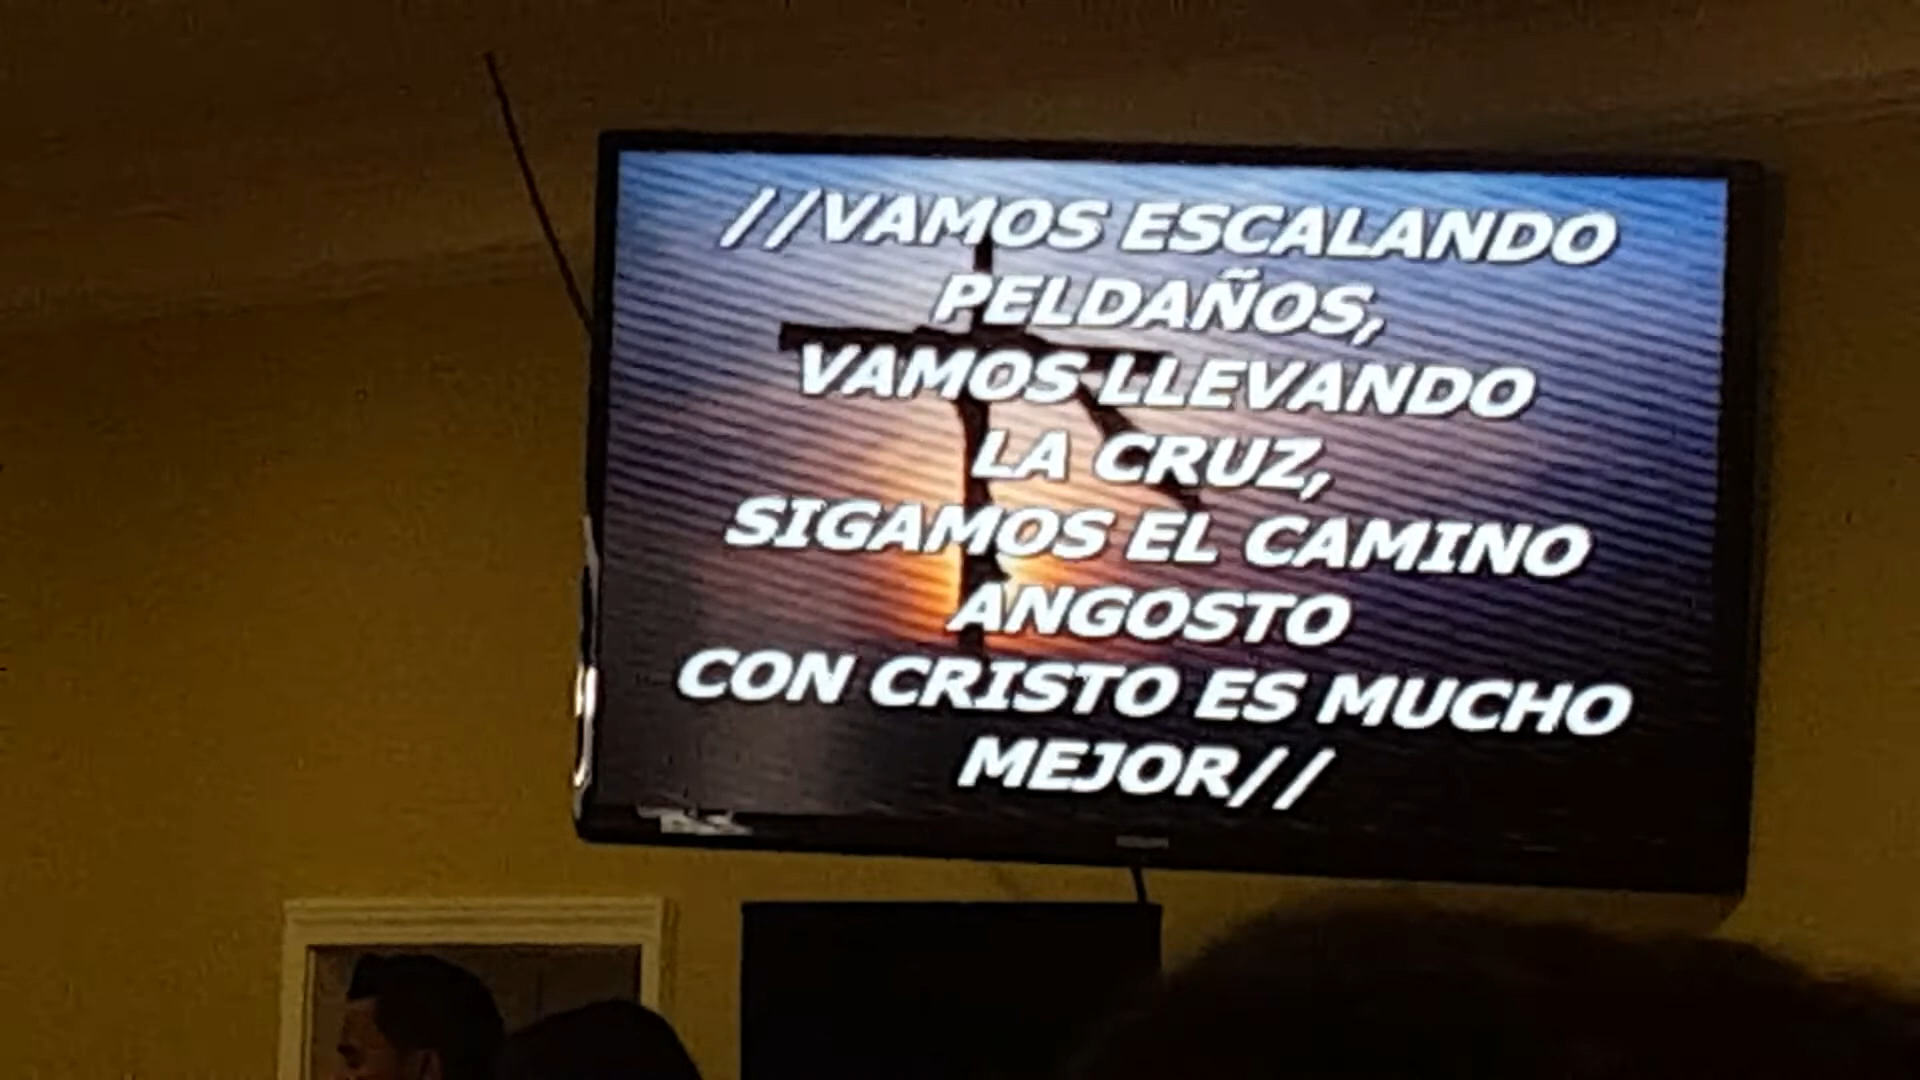 //VAMOS ESCALANDO
PELDAÑOS,
VAMOS LLEVANDO
LA CRUZ,
SIGAMOS EL CAMINO
ANGOSTO
CON CRISTO ES MUCHO
MEJOR//